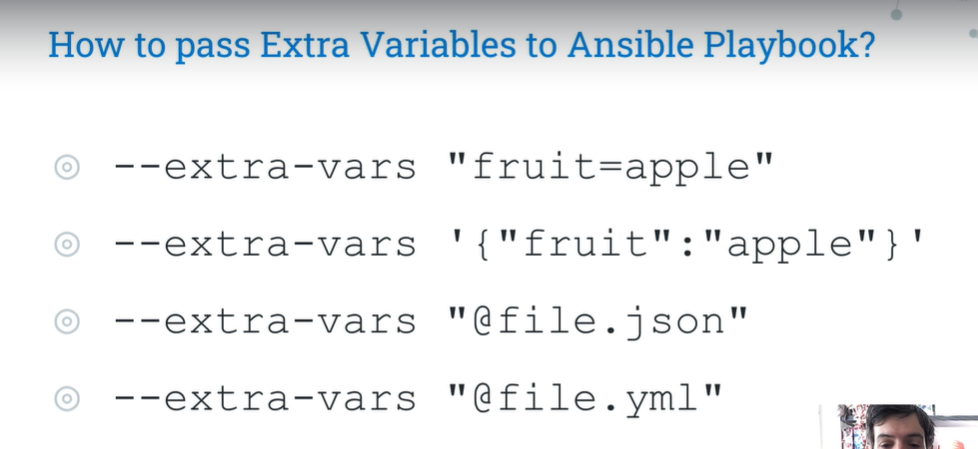 How to pass Extra Variables to Ansible Playbook?
--extra-vars "fruit=apple"
--extra-vars '{"fruit":"apple"}'
--extra-vars "@file.json"
--extra-vars "@file.yml"